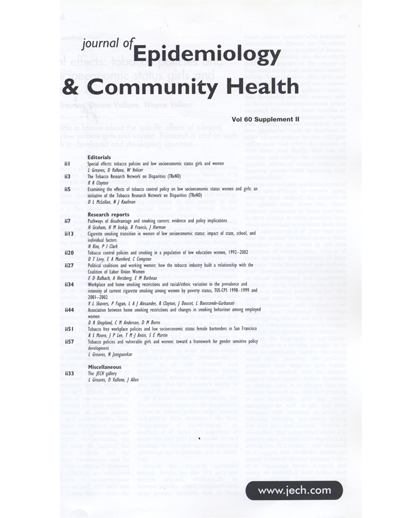 journal of
Epidemiology
& Community Health
Vol 60 Supplement II
Editorials
ii1 Special effects: tobacco policies and low socioeconomic status girls and women
L Greaves, D Vallone, W Velicer
ii3 The Tobacco Research Network on Disparities (TReND)
R R Clayton
ii5 Examining the effects of tobacco control policy on low socioeconomic status women and girls: an
initiative of the Tobacco Research Network on Disparities (TReND)
D L McLellan, N J Kaufman
Research reports
ii7 Pathways of disadvantage and smoking careers: evidence and policy implications
H Graham, H M Inskip, B Francis, J Harman
ii13 Cigarette smoking transition in women of low socioeconomic status: impact of state, school, and
individual factors
H Kim, P I Clark
ii20 Tobacco control policies and smoking in a population of low education women, 1992–2002
D T Levy, E A Mumford, C Compton
ii27 Political coalitions and working women: how the tobacco industry built a relationship with the
Coalition of Labor Union Women
E D Balbach, A Herzberg, E M Barbeau
ii34 Workplace and home smoking restrictions and racial/ethnic variation in the prevalence and
intensity of current cigarette smoking among women by poverty status, TUS-CPS 1998–1999 and
2001–2002
V L Shavers, P Fagan, L A J Alexander, R Clayton, J Doucet, L Baezconde-Garbanati
ii44 Association between home smoking restrictions and changes in smoking behaviour among employed
women
D R Shopland, C M Anderson, D M Burns
ii51 Tobacco free workplace policies and low socioeconomic status female bartenders in San Francisco
R S Moore, J P Lee, T M J Antin, S E Martin
ii57 Tobacco policies and vulnerable girls and women: toward a framework for gender sensitive policy
development
L Greaves, N Jategaonkar
Miscellaneous
ii33 The JECH gallery
L Greaves, D Vallone, J Allen
www.jech.com